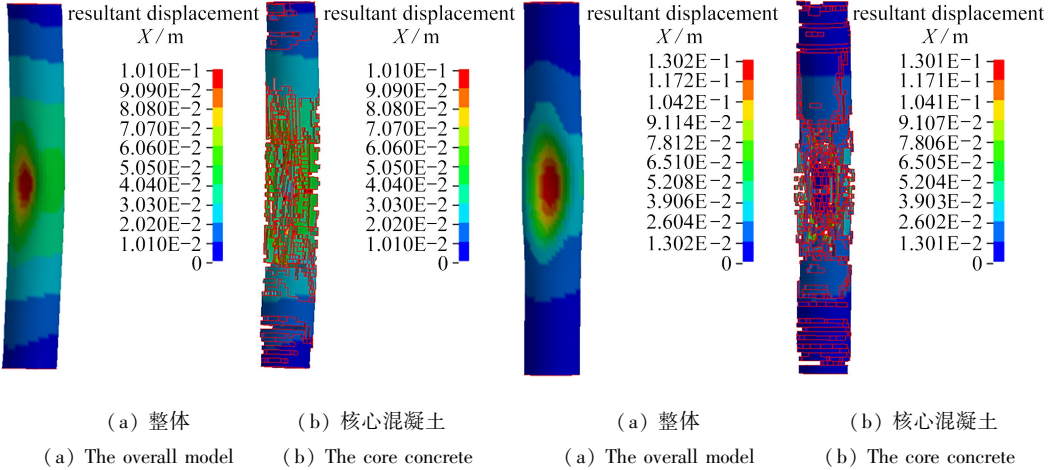 resultant displacement
X/m
1.010E-1
9.090E-2
8.080E-2
7.070E-2
6.060E-2
5.050E-2
4.040E-2
3.030E-2
2.020E-2
1.010E-2
0
resultant displacement
X/m
1.010E-1
9.090E-2
8.080E-2
7.070E-2
6.060E-2
5.050E-2
4.040E-2
3.030E-2
2.020E-2
1.010E-2
0
resultant displacement
X/m
1.302E-1
1.172E-1
1.042E-1
9.114E-2
7.812E-2
6.510E-2
5.208E-2
3.906E-2
2.604E-2
1.302E-2
0
resultant displacement
X/m
1.301E-1
1.171E-1
1.041E-1
9.107E-2
7.806E-2
6.505E-2
5.204E-2
3.903E-2
2.602E-2
1.301E-2
0
(a) 整体
(b) 核心混凝土
(a) 整体
(b) 核心混凝土
(a) The overall model
(b) The core concrete
(a) The overall model
(b) The core concrete